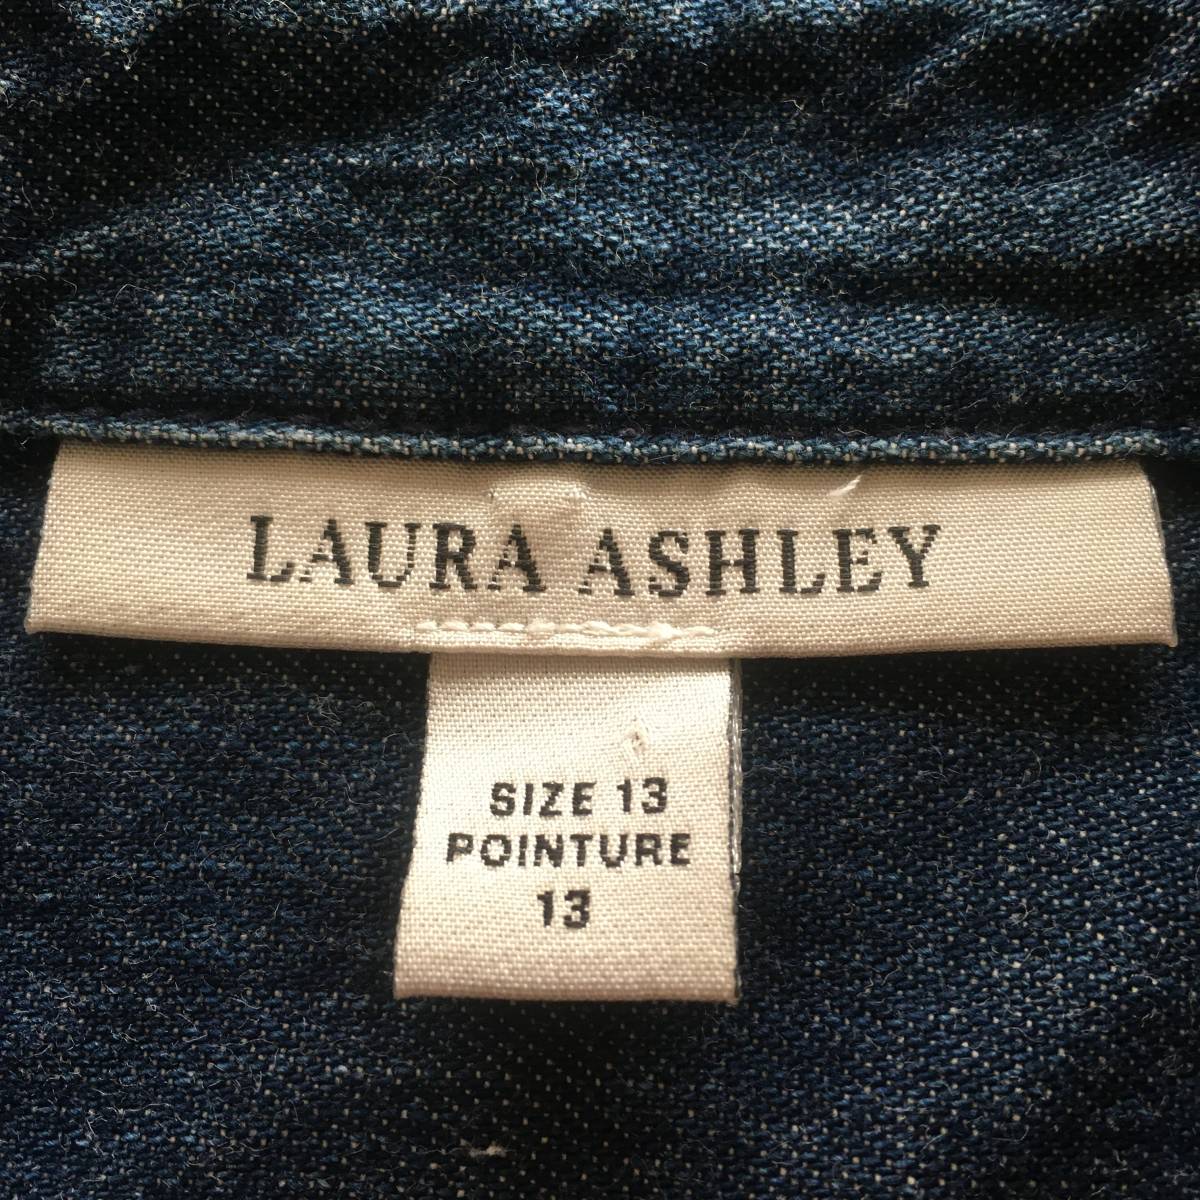 LAURA ASHLEY
SIZE 13
POINTURE
13